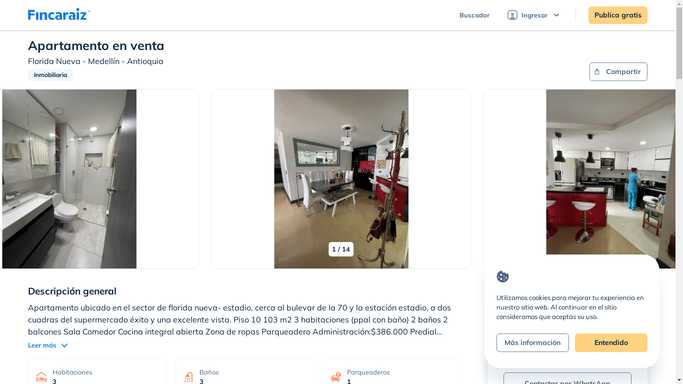 Fincaraiz
Buscador
Ingresar
Publica gratis
Apartamento en venta
Florida Nueva - Medellín - Antioquia
Inmobiliaria
Compartir
1 / 14
Descripción general
Apartamento ubicado en el sector de florida nueva- estadio, cerca al bulevar de la 70 y la estación estadio, a dos
cuadras del supermercado éxito y una excelente vista. Piso 10 103 m2 3 habitaciones (ppal con baño) 2 baños 2
balcones Sala Comedor Cocina integral abierta Zona de ropas Parqueadero Administración:$386.000 Predial...
Leer más
Habitaciones
3
Baños
3
Parqueaderos
1
Utilizamos cookies para mejorar tu experiencia en
nuestro sitio web. Al continuar en el sitio
consideramos que aceptas su uso.
Más información
Entendido
Contactar por WhatsApp